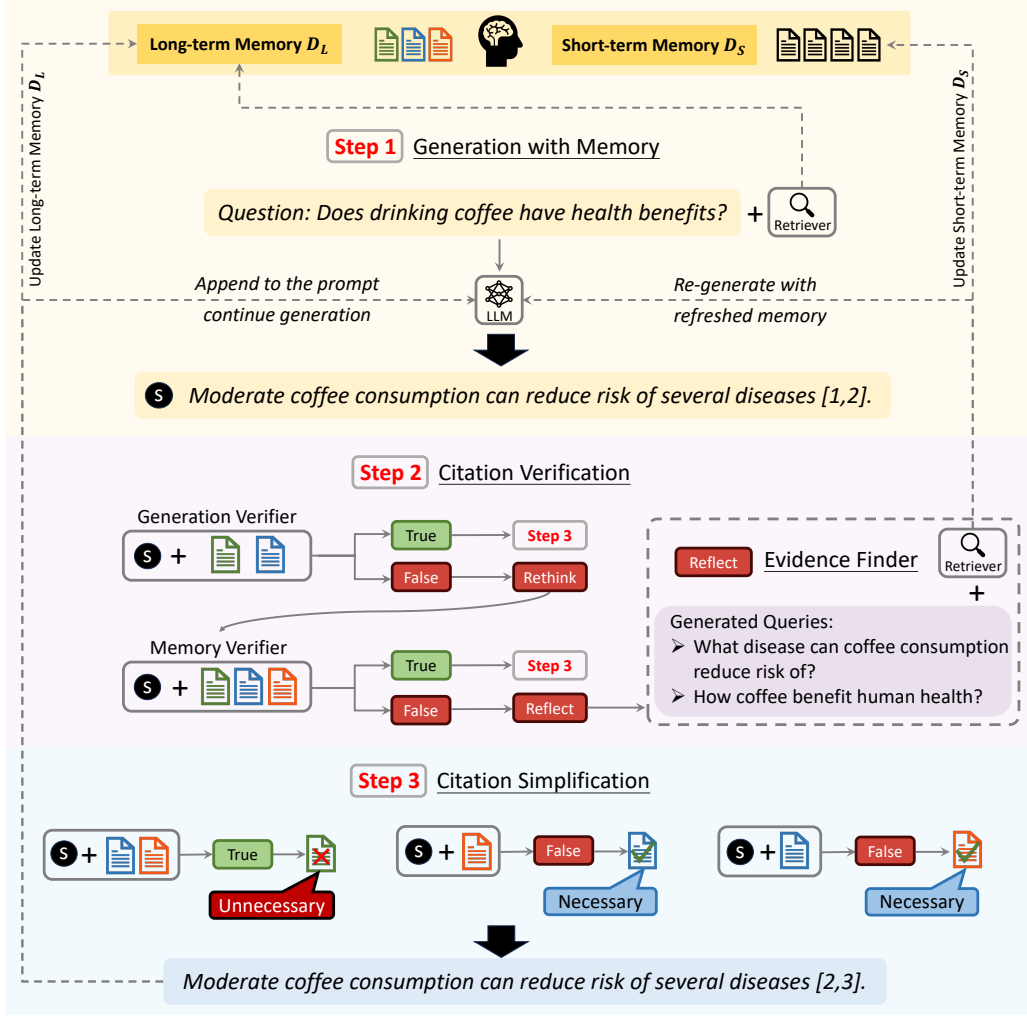 Long-term Memory D_L
Short-term Memory D_S
Update Long-term Memory D_L
Update Short-term Memory D_S
Step 1 Generation with Memory
Question: Does drinking coffee have health benefits?
+
Retriever
Append to the prompt
continue generation
LLM
Re-generate with
refreshed memory
S Moderate coffee consumption can reduce risk of several diseases [1,2].
Step 2 Citation Verification
Generation Verifier
S +
True
Step 3
False
Rethink
Memory Verifier
S +
True
Step 3
False
Reflect
Reflect Evidence Finder
Retriever
+
Generated Queries:
➢ What disease can coffee consumption
reduce risk of?
➢ How coffee benefit human health?
Step 3 Citation Simplification
S +
True
Unnecessary
S +
False
Necessary
S +
False
Necessary
Moderate coffee consumption can reduce risk of several diseases [2,3].